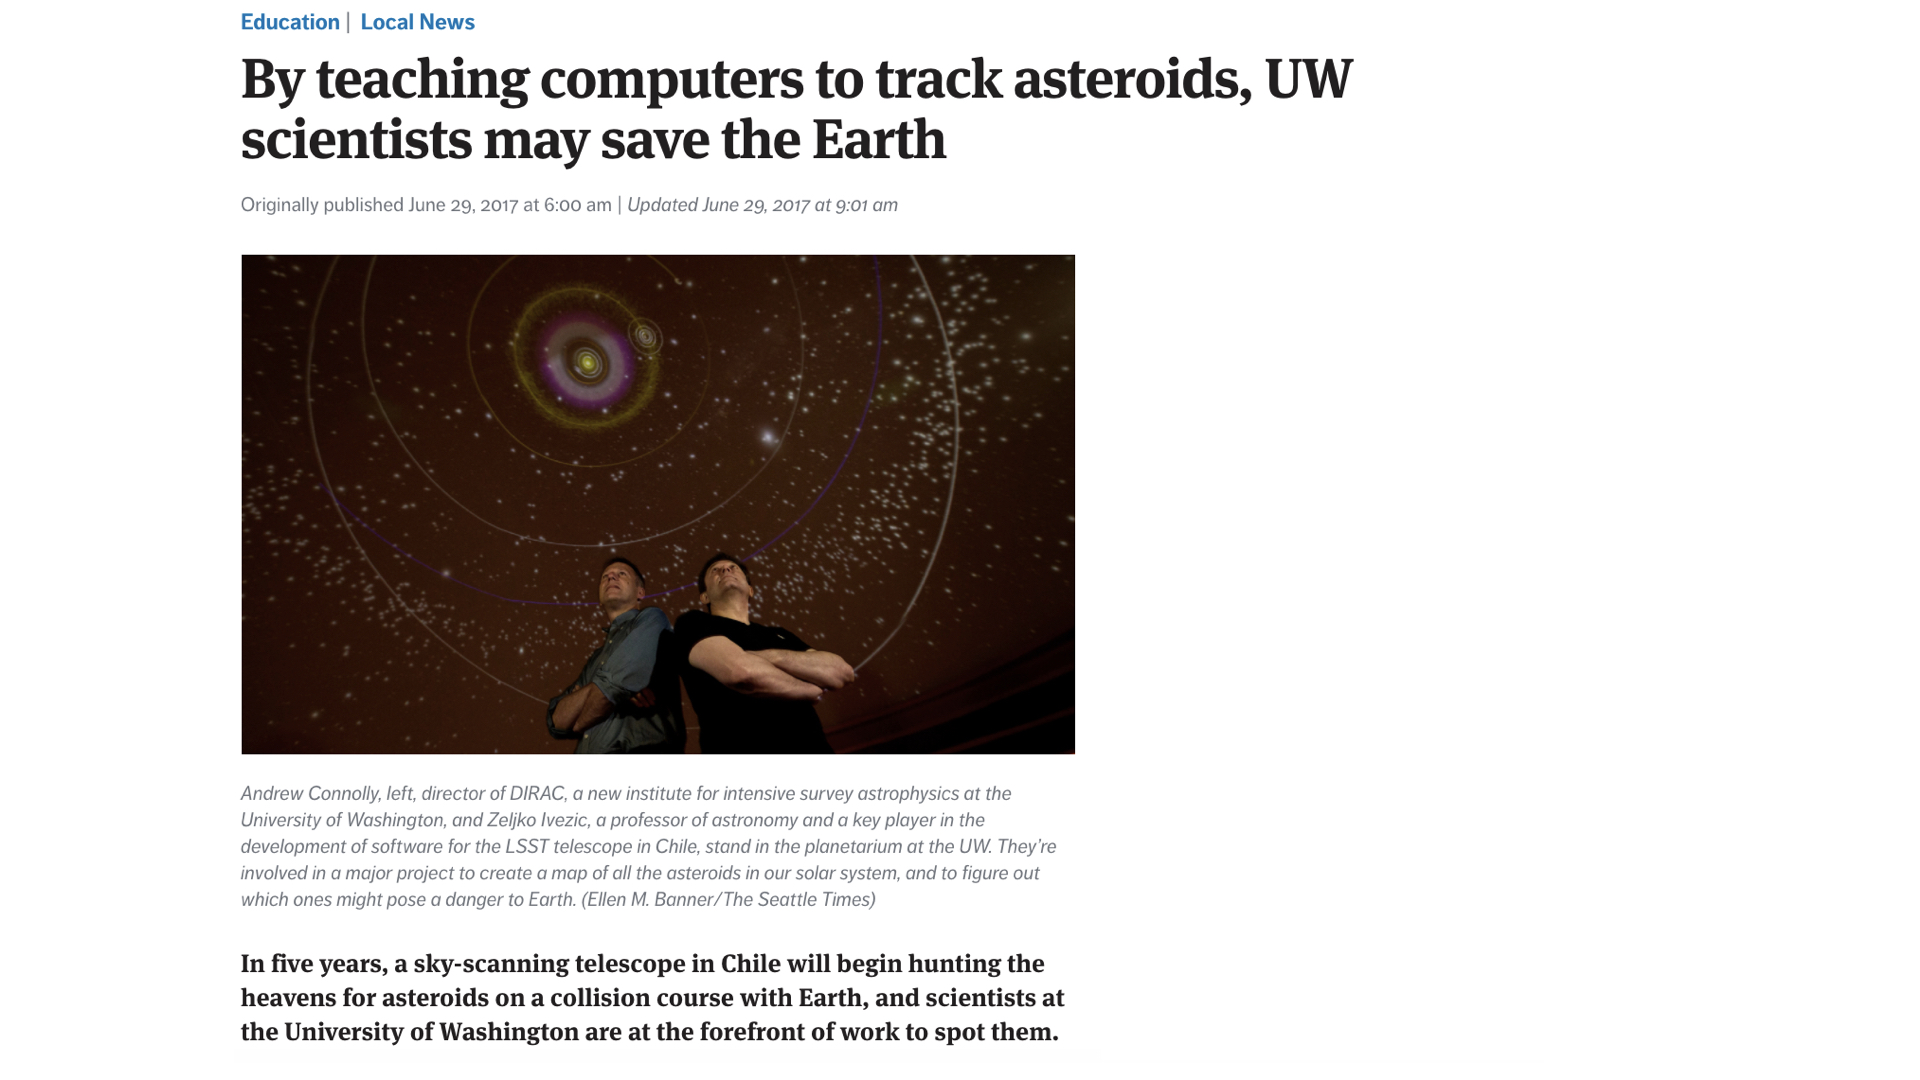 Education | Local News
By teaching computers to track asteroids, UW
scientists may save the Earth
Originally published June 29, 2017 at 6:00 am | Updated June 29, 2017 at 9:01 am
Andrew Connolly, left, director of DIRAC, a new institute for intensive survey astrophysics at the
University of Washington, and Zeljko Ivezic, a professor of astronomy and a key player in the
development of software for the LSST telescope in Chile, stand in the planetarium at the UW. They’re
involved in a major project to create a map of all the asteroids in our solar system, and to figure out
which ones might pose a danger to Earth. (Ellen M. Banner/The Seattle Times)
In five years, a sky-scanning telescope in Chile will begin hunting the
heavens for asteroids on a collision course with Earth, and scientists at
the University of Washington are at the forefront of work to spot them.